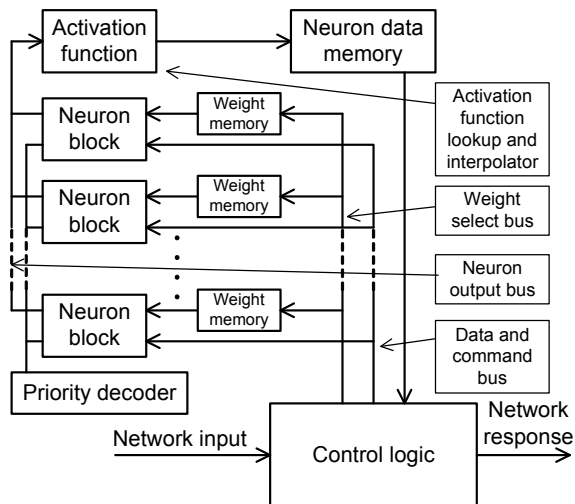 Activation
function
Neuron data
memory
Activation
function
lookup and
interpolator
Neuron
block
Weight
memory
Neuron
block
Weight
memory
Weight
select bus
Neuron
output bus
Neuron
block
Weight
memory
Data and
command
bus
Priority decoder
Network input
Control logic
Network
response